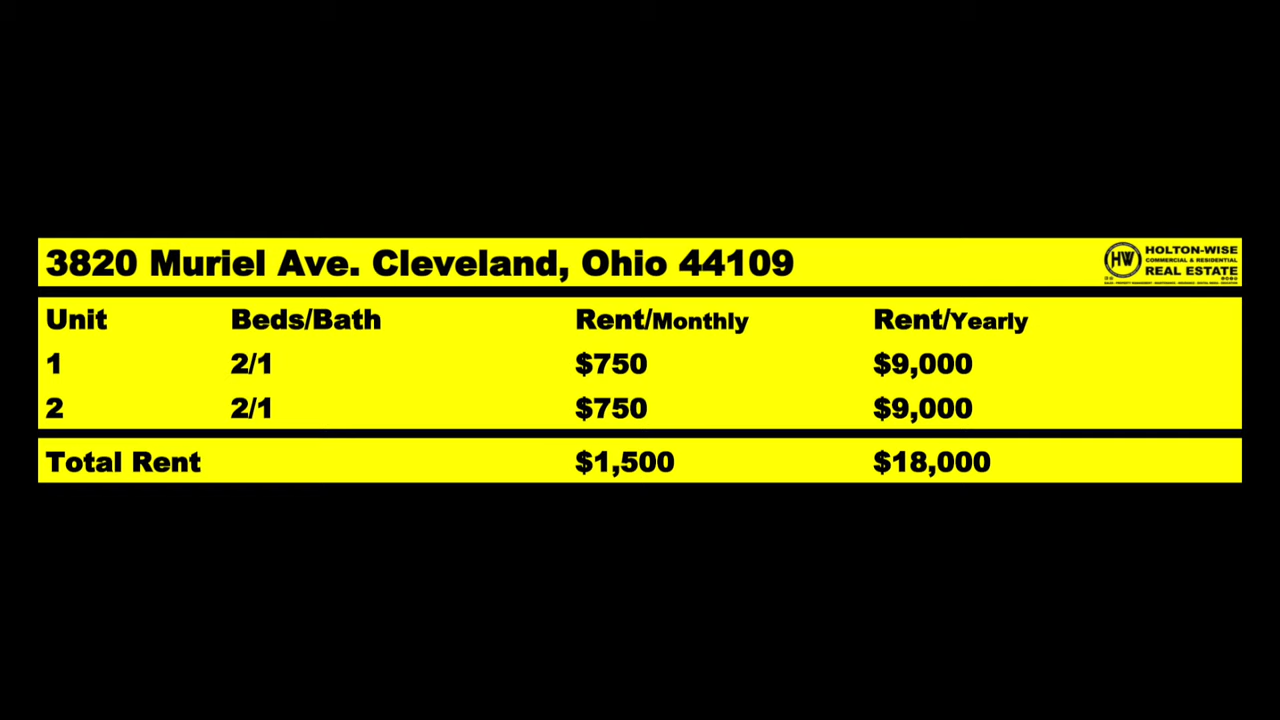 3820 Muriel Ave. Cleveland, Ohio 44109
HW
HOLTON-WISE
COMMERCIAL & RESIDENTIAL
REAL ESTATE
Unit Beds/Bath Rent/Monthly Rent/Yearly
1 2/1 $750 $9,000
2 2/1 $750 $9,000
Total Rent $1,500 $18,000